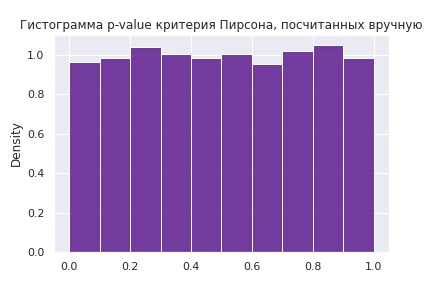 Гистограмма p-value критерия Пирсона, посчитанных вручную
1.0
0.8
0.6
0.4
0.2
0.0
Density
0.0 0.2 0.4 0.6 0.8 1.0